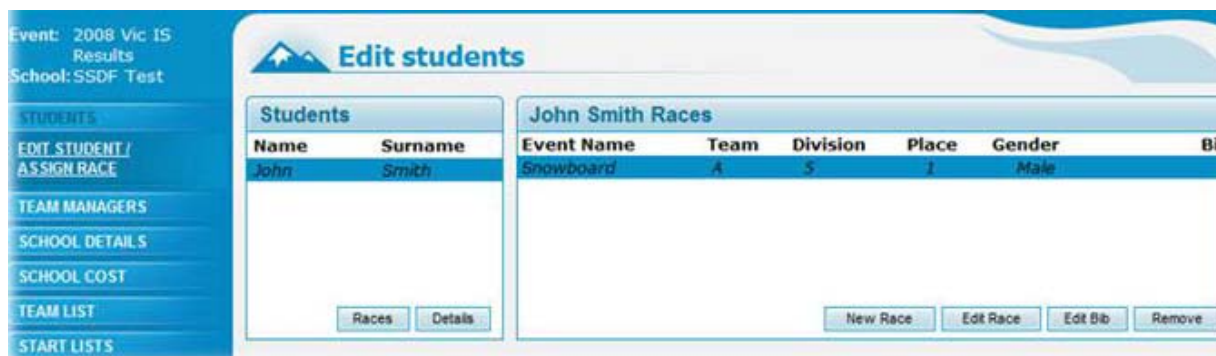 Event: 2008 Vic IS
Results
School: SSDF Test
STUDENTS
EDIT STUDENT /
ASSIGN RACE
TEAM MANAGERS
SCHOOL DETAILS
SCHOOL COST
TEAM LIST
START LISTS
Edit students
Students
Name Surname
John Smith
Races Details
John Smith Races
Event Name Team Division Place Gender Bi
Snowboard A S 1 Male
New Race Edit Race Edit Bib Remove